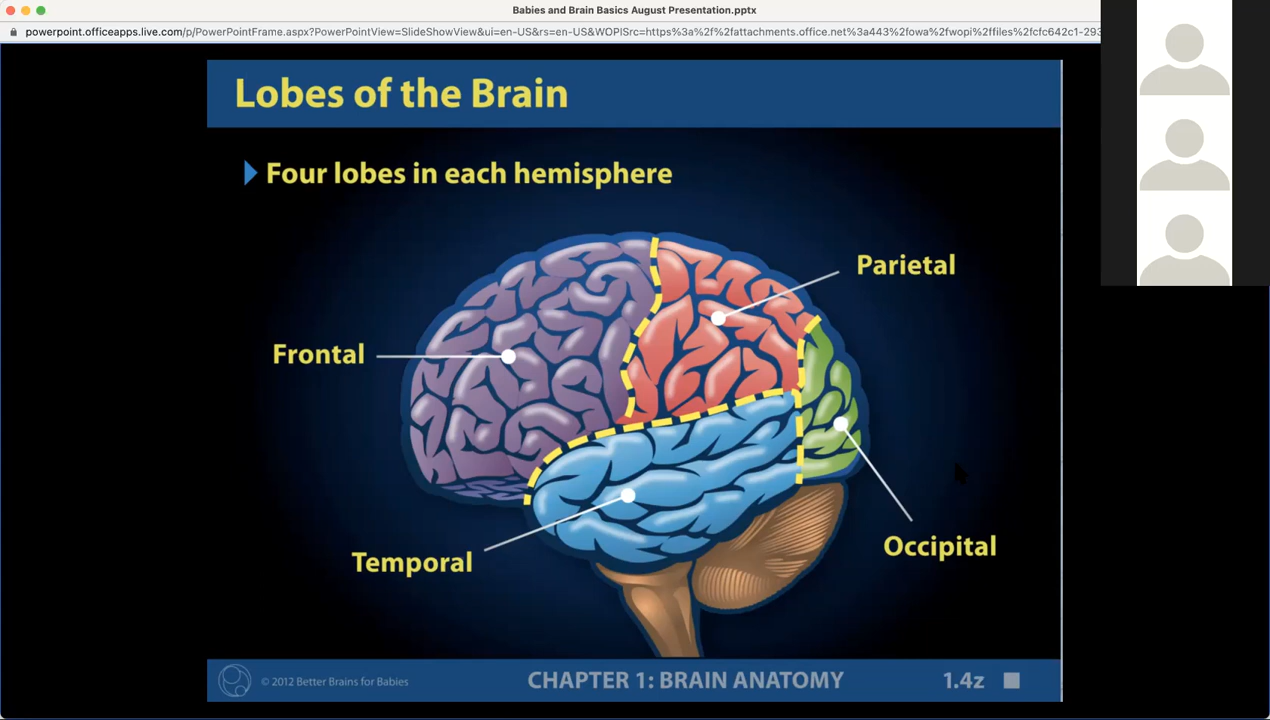 Babies and Brain Basics August Presentation.pptx
powerpoint.officeapps.live.com/p/PowerPointFrame.aspx?PowerPointView=SlideShowView&ui=en-US&rs=en-US&WOPISrc=https%3a%2f%2fattachments.office.net%3a443%2fowa%2fwopi%2ffiles%2fcfc642c1-293
Lobes of the Brain
Four lobes in each hemisphere
Parietal
Frontal
Occipital
Temporal
© 2012 Better Brains for Babies
CHAPTER 1: BRAIN ANATOMY
1.4z